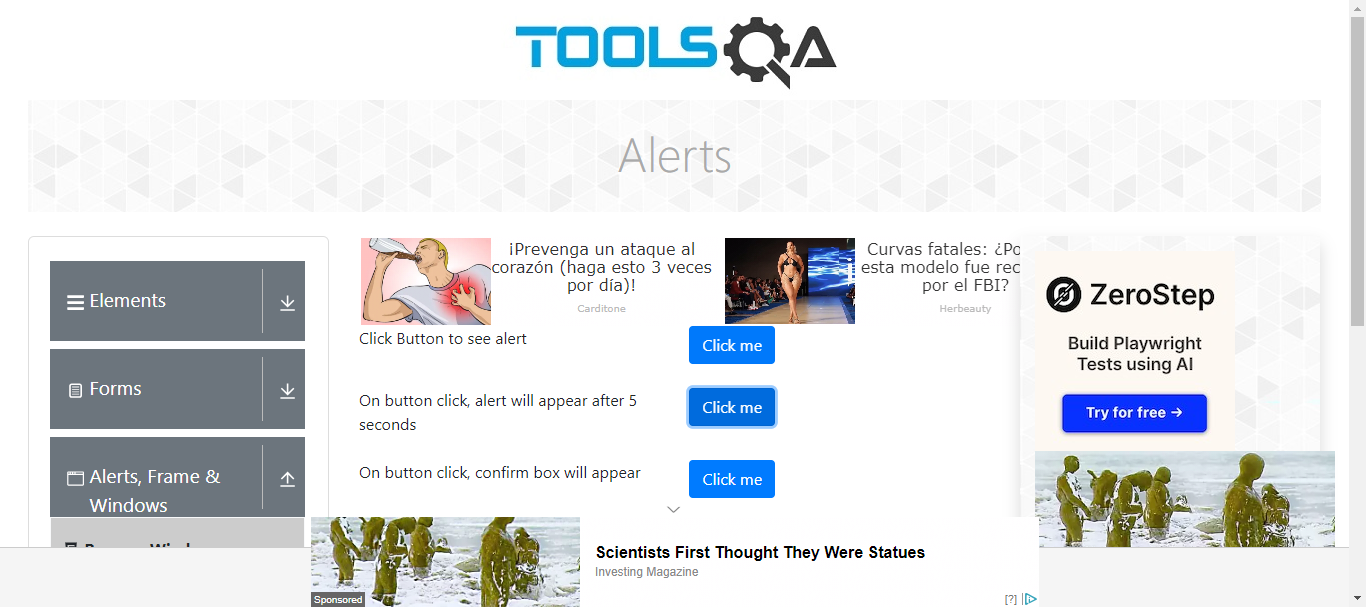 TOOLSQA
Alerts
Elements
Forms
Alerts, Frame &
Windows
¡Prevenga un ataque al
corazón (haga esto 3 veces
por día)!
Carditone
Curvas fatales: ¿Po
esta modelo fue rec
por el FBI?
Herbeauty
Click Button to see alert
Click me
On button click, alert will appear after 5
seconds
Click me
On button click, confirm box will appear
Click me
ZeroStep
Build Playwright
Tests using AI
Try for free →
Sponsored
Scientists First Thought They Were Statues
Investing Magazine
[?]